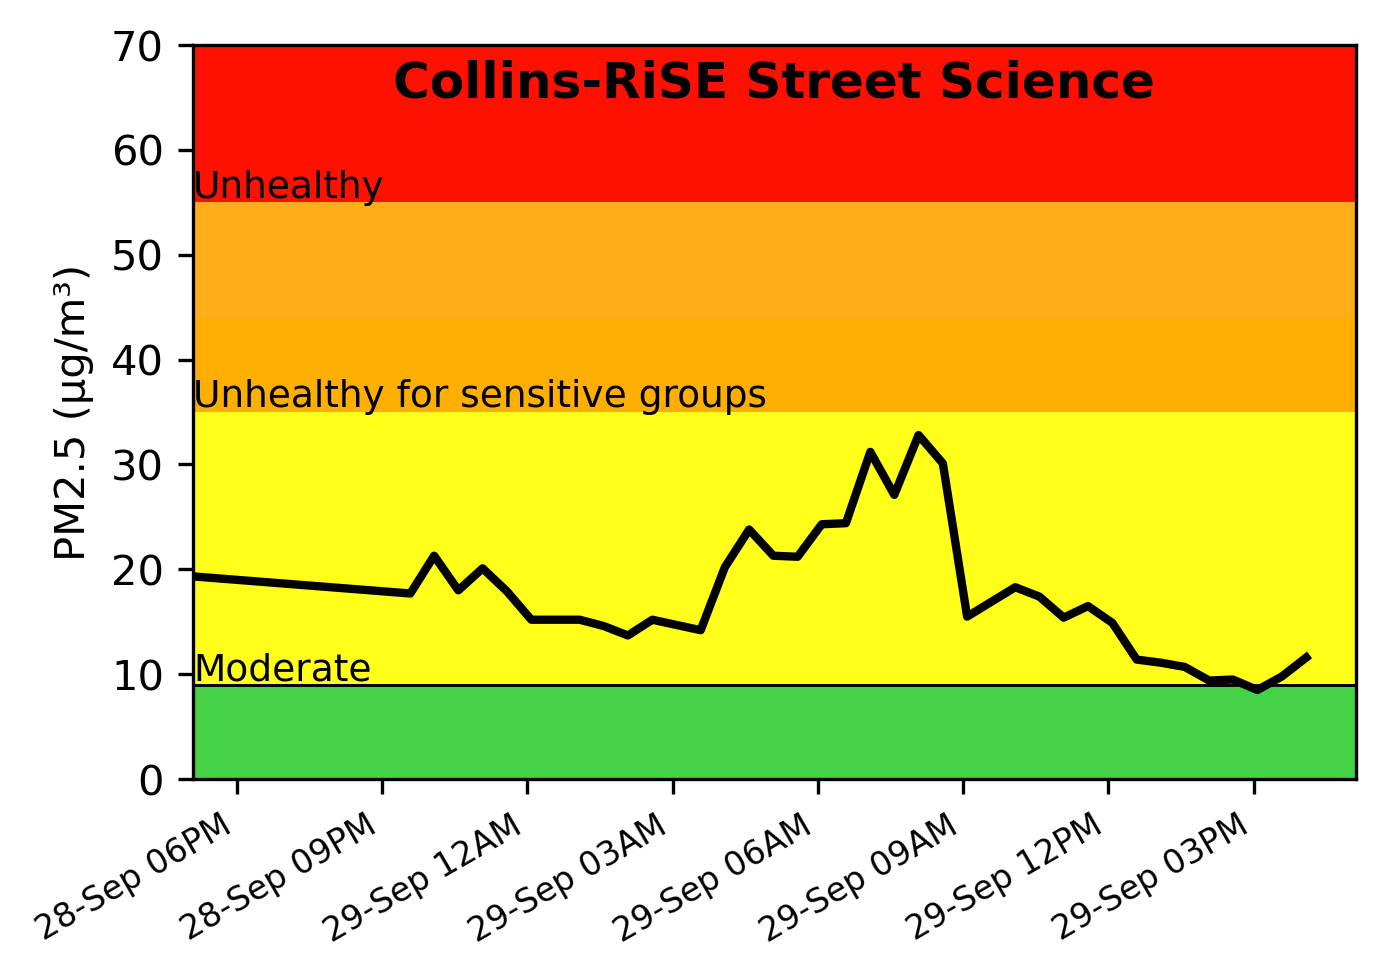 Collins-RiSE Street Science
70
60
50
40
30
20
10
0
PM2.5 (µg/m³)
Unhealthy
Unhealthy for sensitive groups
Moderate
28-Sep 06PM
28-Sep 09PM
29-Sep 12AM
29-Sep 03AM
29-Sep 06AM
29-Sep 09AM
29-Sep 12PM
29-Sep 03PM